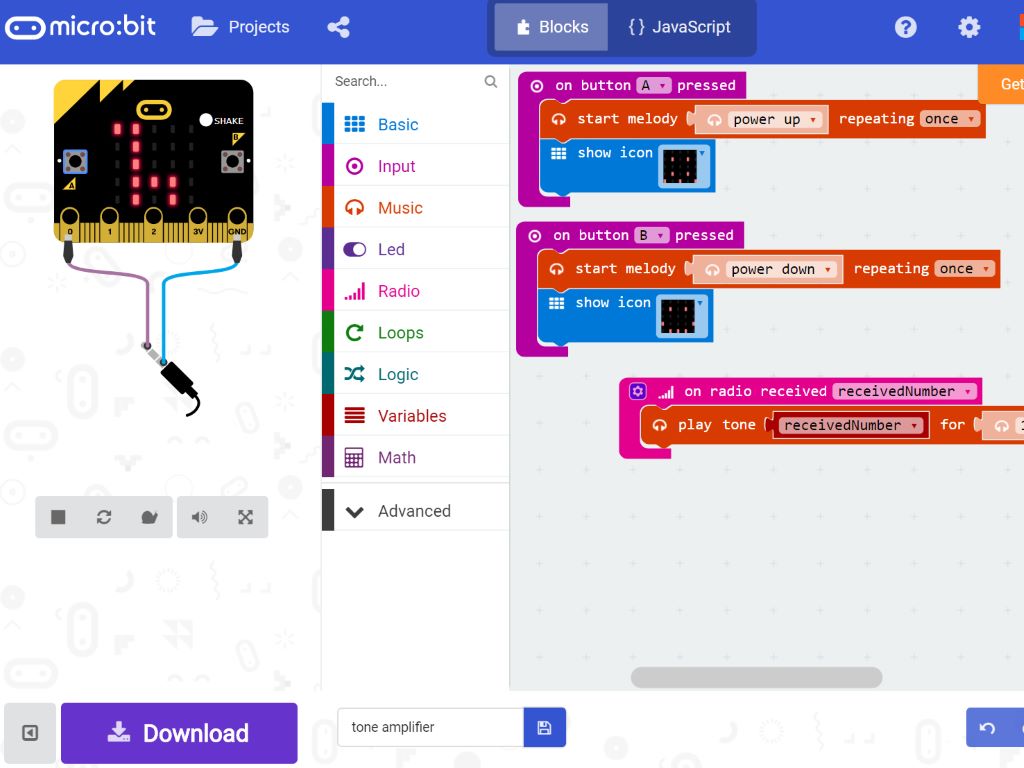 micro:bit Projects Blocks {} JavaScript ?
SHAKE
B
A
0 1 2 3V GND
Download
Search...
Basic
Input
Music
Led
Radio
Loops
Logic
Variables
Math
Advanced
tone amplifier
Get
on button A pressed
start melody power up repeating once
show icon
on button B pressed
start melody power down repeating once
show icon
on radio received receivedNumber
play tone receivedNumber for